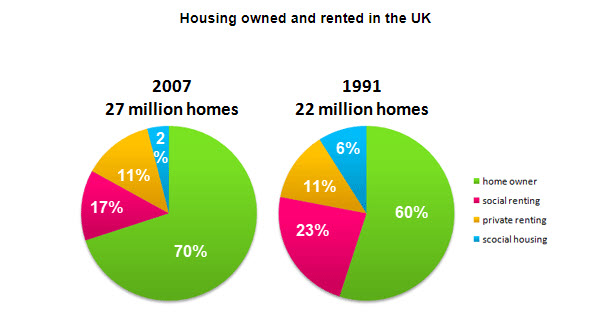 Housing owned and rented in the UK
2007
27 million homes
1991
22 million homes
2
%
11%
17%
70%
6%
11%
23%
60%
home owner
social renting
private renting
scocial housing